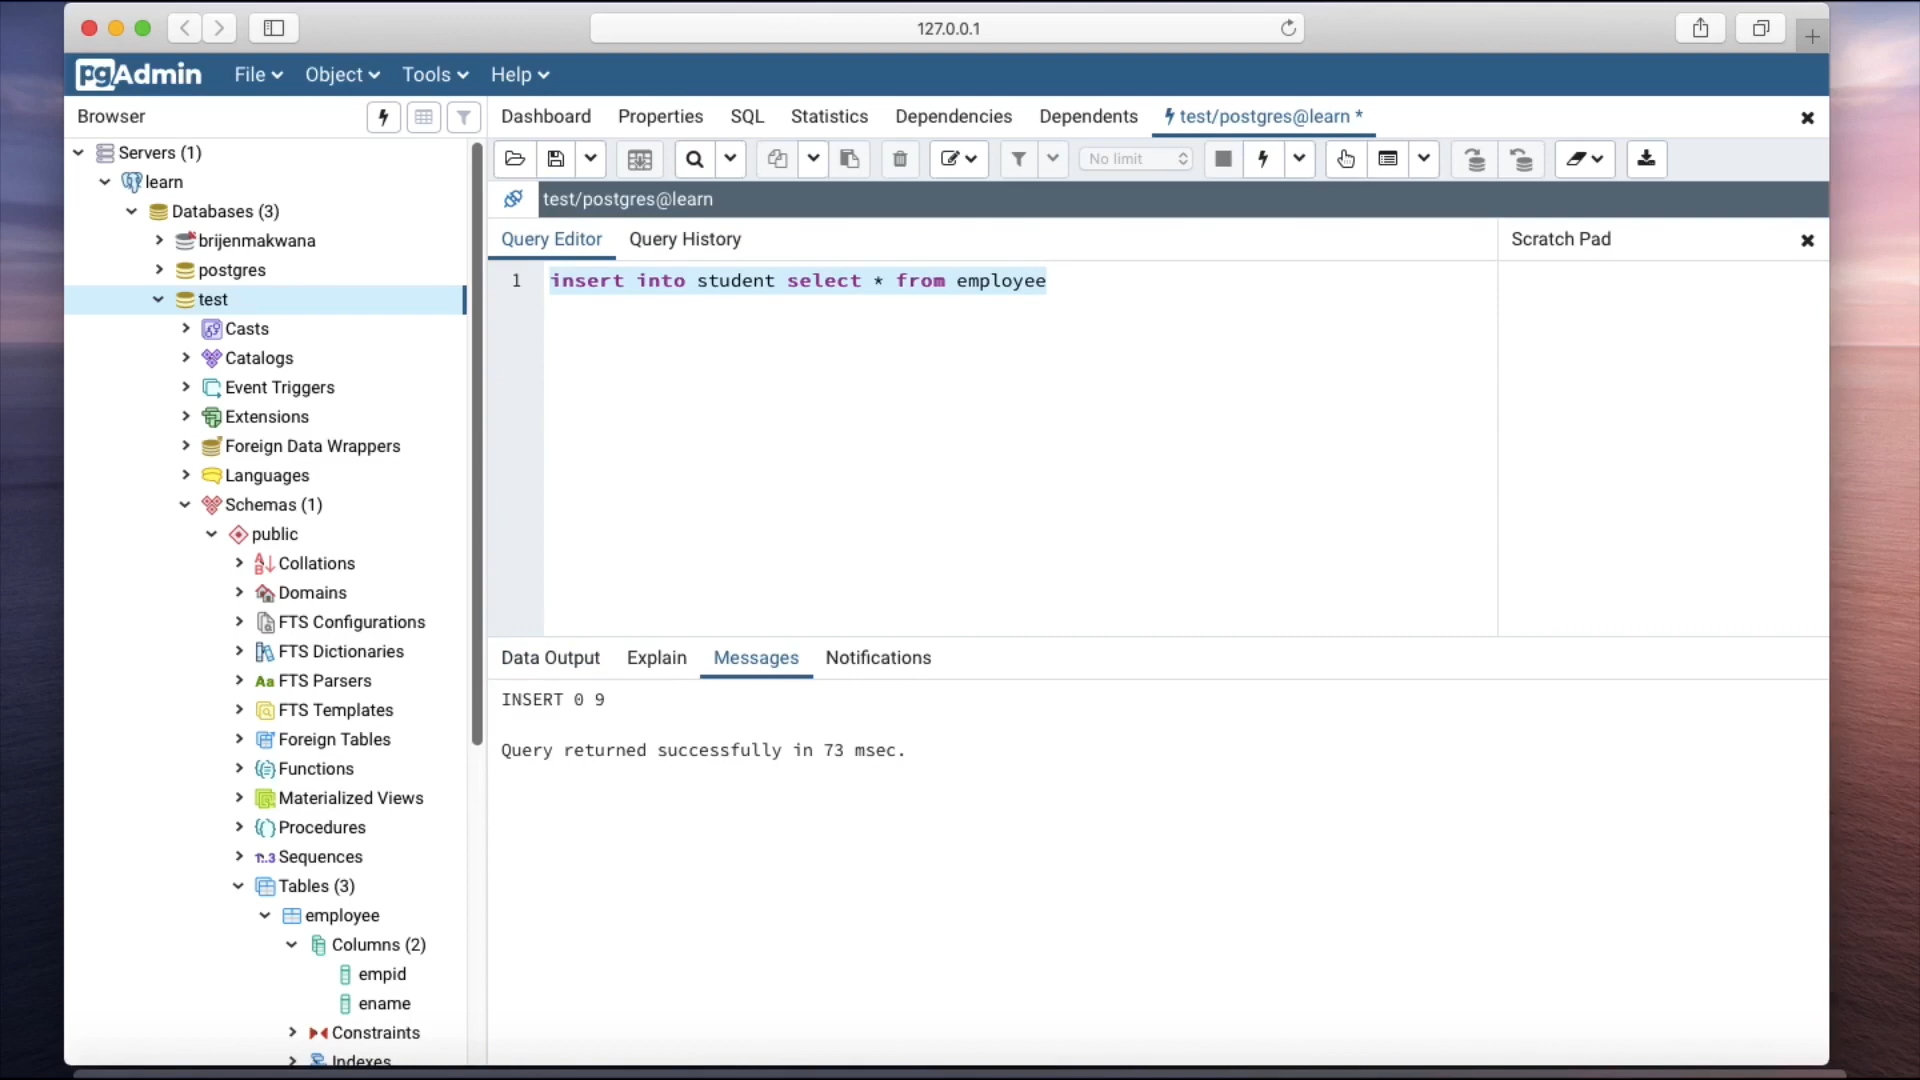 127.0.0.1
pgAdmin File Object Tools Help
Browser
Dashboard Properties SQL Statistics Dependencies Dependents test/postgres@learn *
No limit
test/postgres@learn
Query Editor Query History
Scratch Pad
1 insert into student select * from employee
Servers (1)
learn
Databases (3)
brijenmakwana
postgres
test
Casts
Catalogs
Event Triggers
Extensions
Foreign Data Wrappers
Languages
Schemas (1)
public
Collations
Domains
FTS Configurations
FTS Dictionaries
Aa FTS Parsers
FTS Templates
Foreign Tables
Functions
Materialized Views
Procedures
1..3 Sequences
Tables (3)
employee
Columns (2)
empid
ename
Constraints
Indexes
Data Output Explain Messages Notifications
INSERT 0 9
Query returned successfully in 73 msec.